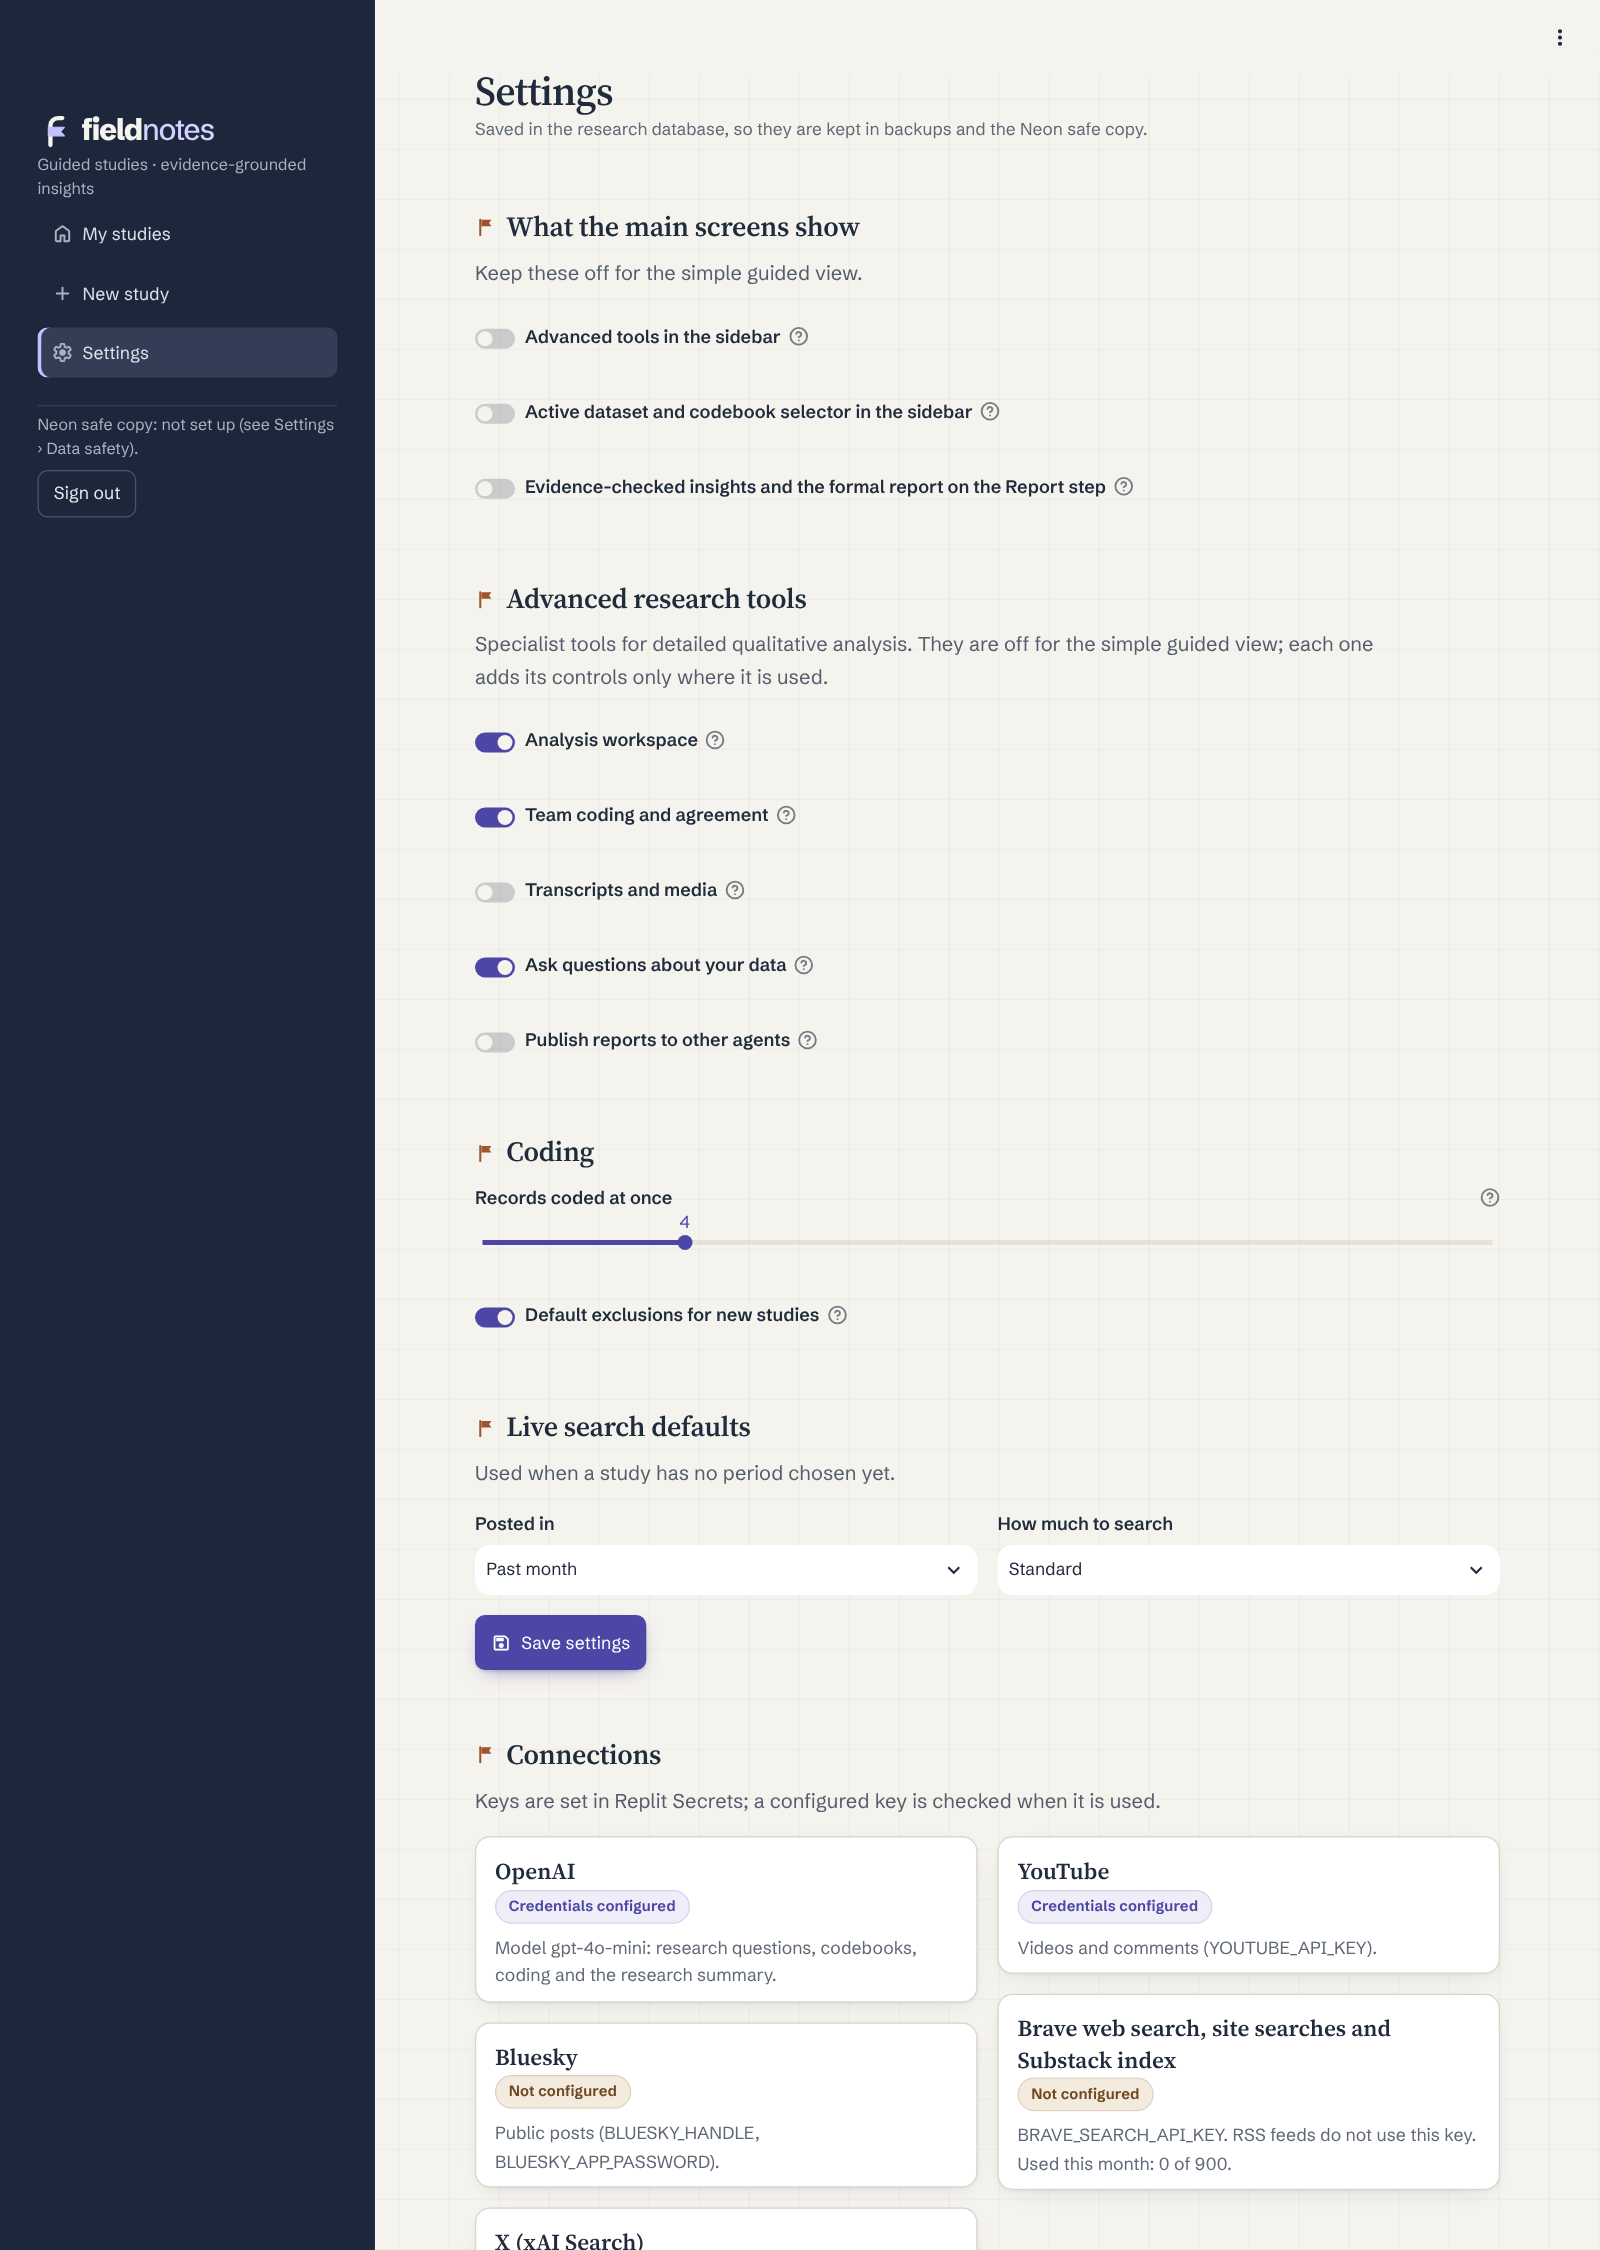 fieldnotes
Guided studies · evidence-grounded
insights
My studies
New study
Settings
Neon safe copy: not set up (see Settings
› Data safety).
Sign out
Settings
Saved in the research database, so they are kept in backups and the Neon safe copy.
What the main screens show
Keep these off for the simple guided view.
Advanced tools in the sidebar
Active dataset and codebook selector in the sidebar
Evidence-checked insights and the formal report on the Report step
Advanced research tools
Specialist tools for detailed qualitative analysis. They are off for the simple guided view; each one
adds its controls only where it is used.
Analysis workspace
Team coding and agreement
Transcripts and media
Ask questions about your data
Publish reports to other agents
Coding
Records coded at once
4
Default exclusions for new studies
Live search defaults
Used when a study has no period chosen yet.
Posted in
How much to search
Past month
Standard
Save settings
Connections
Keys are set in Replit Secrets; a configured key is checked when it is used.
OpenAI
Credentials configured
Model gpt-4o-mini: research questions, codebooks,
coding and the research summary.
YouTube
Credentials configured
Videos and comments (YOUTUBE_API_KEY).
Bluesky
Not configured
Public posts (BLUESKY_HANDLE,
BLUESKY_APP_PASSWORD).
Brave web search, site searches and
Substack index
Not configured
BRAVE_SEARCH_API_KEY. RSS feeds do not use this key.
Used this month: 0 of 900.
X (xAI Search)